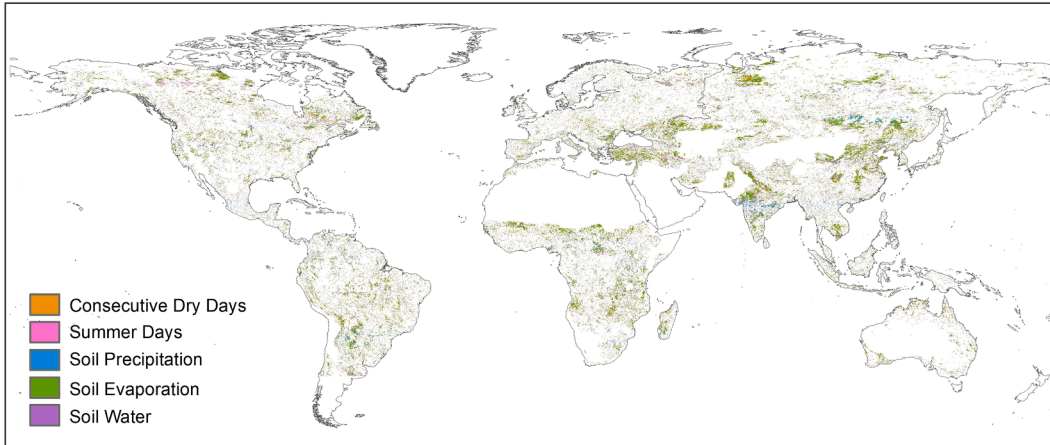 Consecutive Dry Days
Summer Days
Soil Precipitation
Soil Evaporation
Soil Water